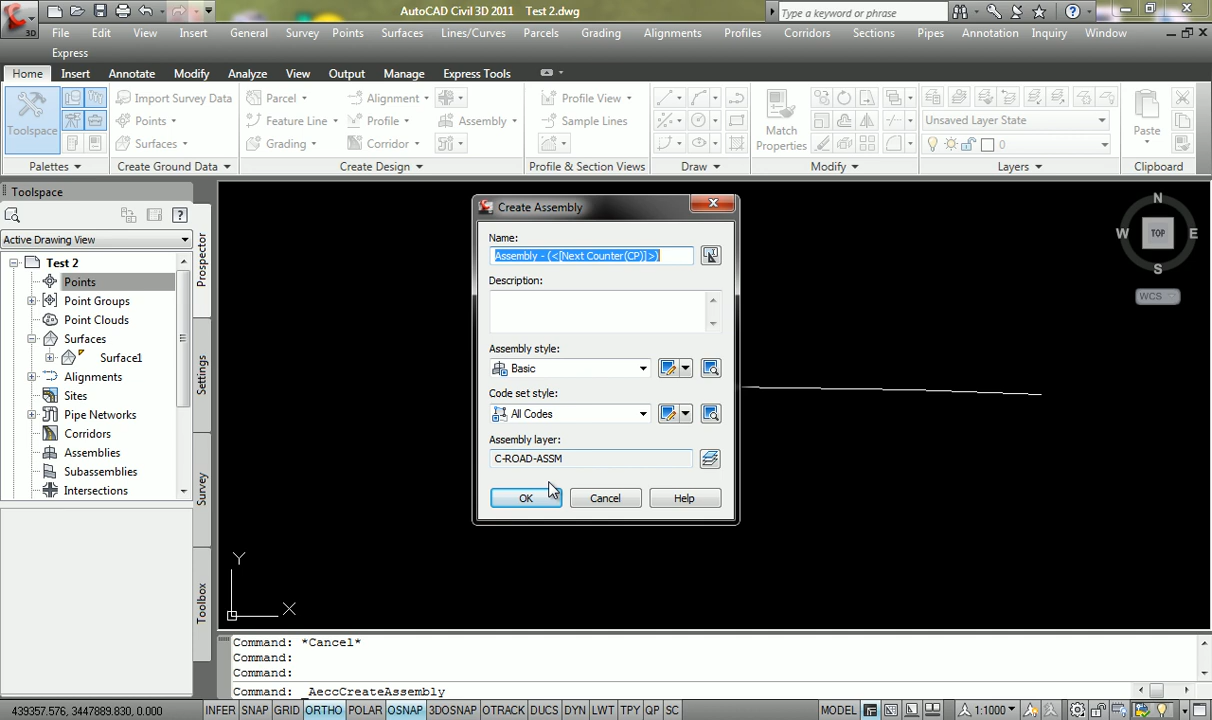 AutoCAD Civil 3D 2011 Test 2.dwg
Type a keyword or phrase
3D
File Edit View Insert General Survey Points Surfaces Lines/Curves Parcels Grading Alignments Profiles Corridors Sections Pipes Annotation Inquiry Window
Express
Home Insert Annotate Modify Analyze View Output Manage Express Tools
Toolspace
Import Survey Data
Points
Surfaces
Parcel
Feature Line
Grading
Alignment
Profile
Corridor
Assembly
Profile View
Sample Lines
Match
Properties
Unsaved Layer State
0
Paste
Palettes Create Ground Data Create Design Profile & Section Views Draw Modify Layers Clipboard
Toolspace
Active Drawing View
Test 2
Points
Point Groups
Point Clouds
Surfaces
Surface1
Alignments
Sites
Pipe Networks
Corridors
Assemblies
Subassemblies
Intersections
Prospector
Settings
Survey
Toolbox
Create Assembly
Name:
Assembly - (<[Next Counter(CP)]>)
Description:
Assembly style:
Basic
Code set style:
All Codes
Assembly layer:
C-ROAD-ASSM
OK Cancel Help
N
W TOP E
S
WCS
Y
X
Command: *Cancel*
Command:
Command:
Command: _AeccCreateAssembly
439357.576, 3447889.830, 0.000 INFER SNAP GRID ORTHO POLAR OSNAP 3DOSNAP OTRACK DUCS DYN LWT TPY QP SC MODEL 1:1000